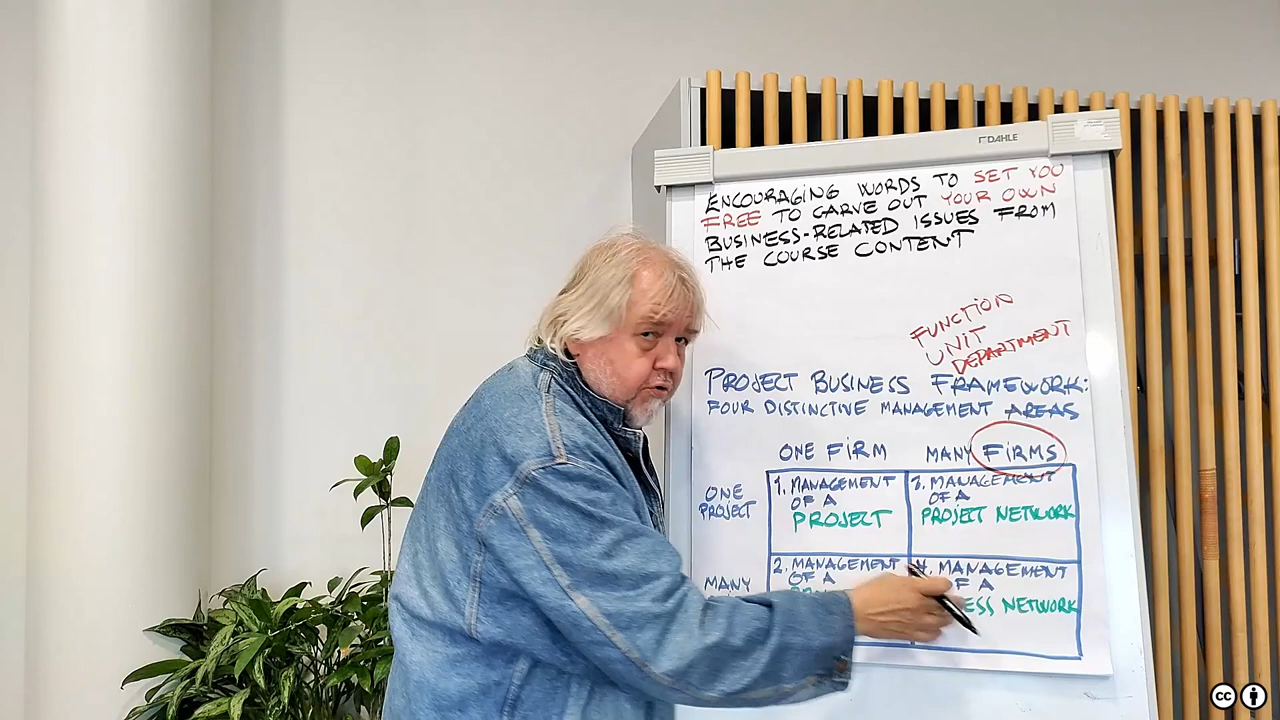 DAHLE
ENCOURAGING WORDS TO SET YOU
FREE TO CARVE OUT YOUR OWN
BUSINESS-RELATED ISSUES FROM
THE COURSE CONTENT
FUNCTION
UNIT
DEPARTMENT
PROJECT BUSINESS FRAMEWORK:
FOUR DISTINCTIVE MANAGEMENT AREAS
ONE FIRM MANY FIRMS
ONE
PROJECT
1. MANAGEMENT
OF A
PROJECT
3. MANAGEMENT
OF A
PROJECT NETWORK
MANY
2. MANAGEMENT
OF A
4. MANAGEMENT
OF A
NETWORK
cc